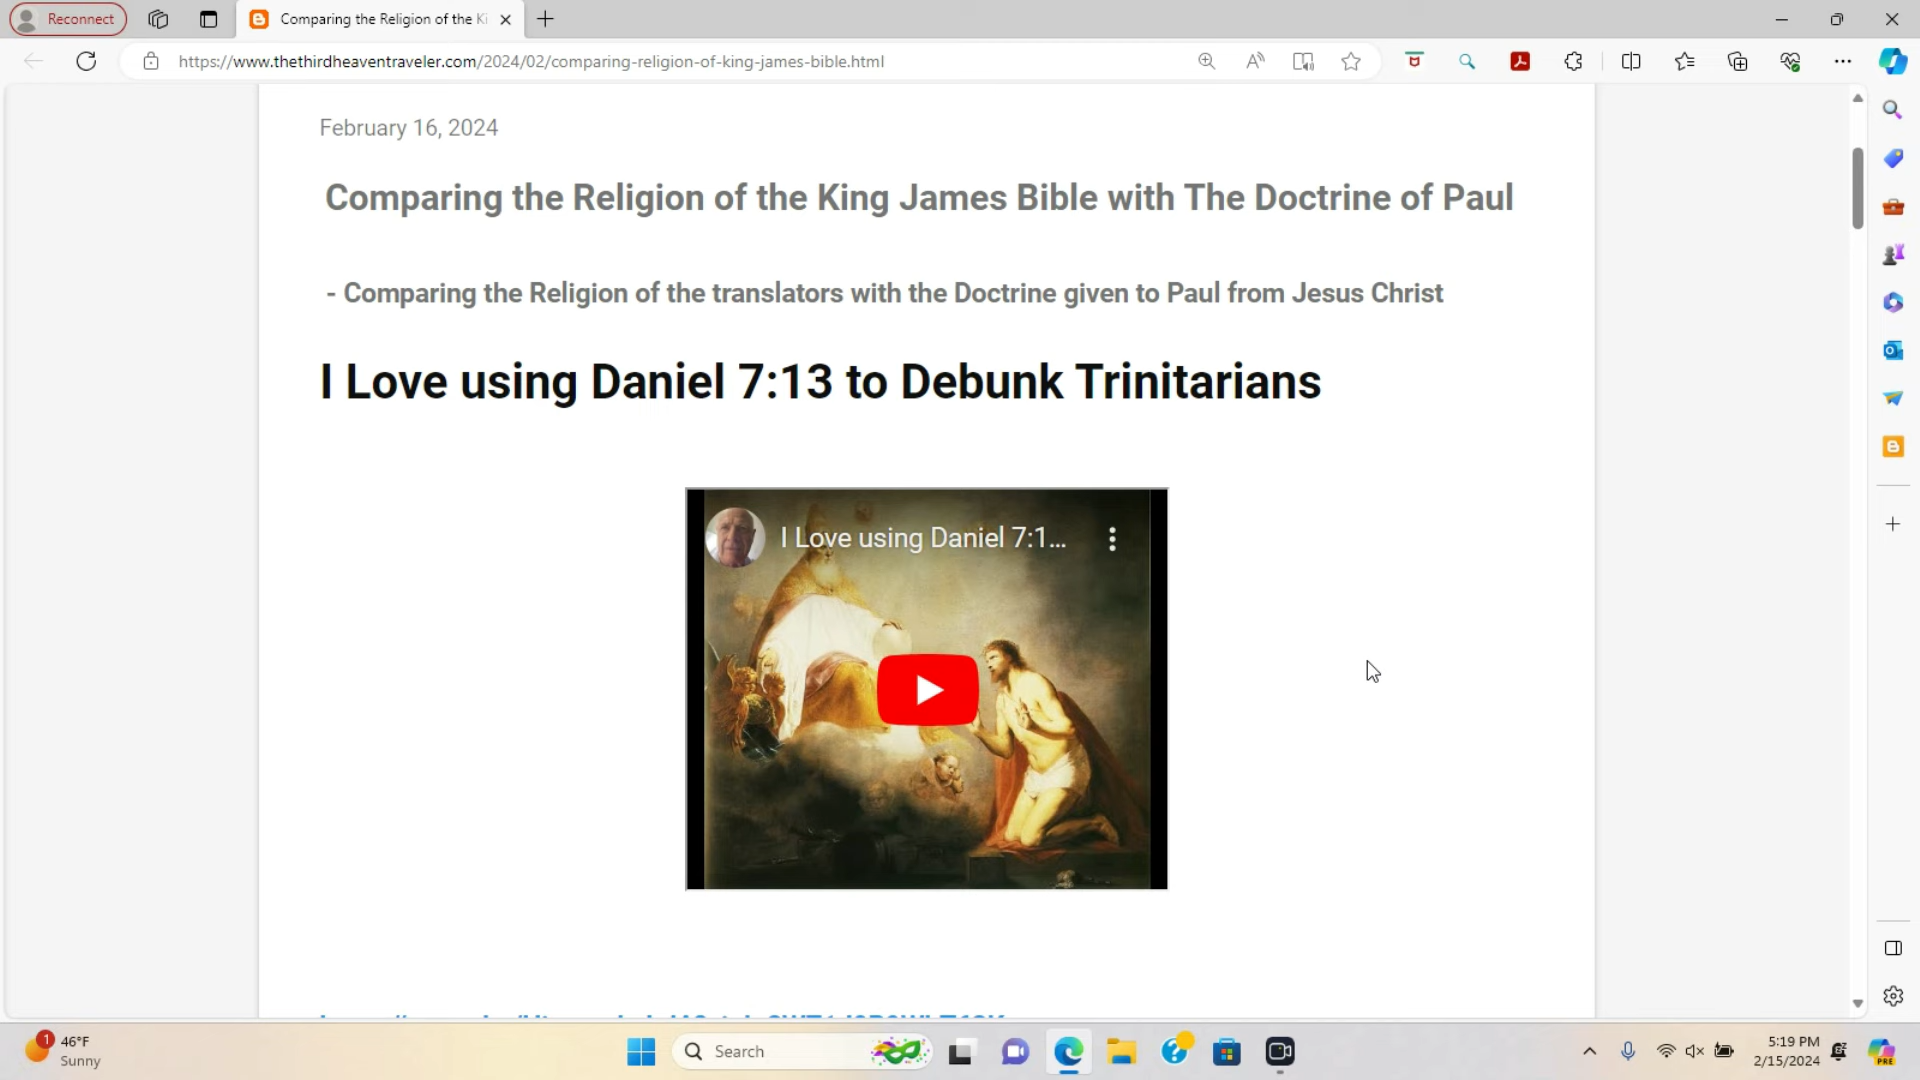 Reconnect
Comparing the Religion of the Ki
https://www.thethirdheaventraveler.com/2024/02/comparing-religion-of-king-james-bible.html
February 16, 2024
Comparing the Religion of the King James Bible with The Doctrine of Paul
- Comparing the Religion of the translators with the Doctrine given to Paul from Jesus Christ
I Love using Daniel 7:13 to Debunk Trinitarians
I Love using Daniel 7:1...
1
46°F
Sunny
Search
5:19 PM
2/15/2024
PRE